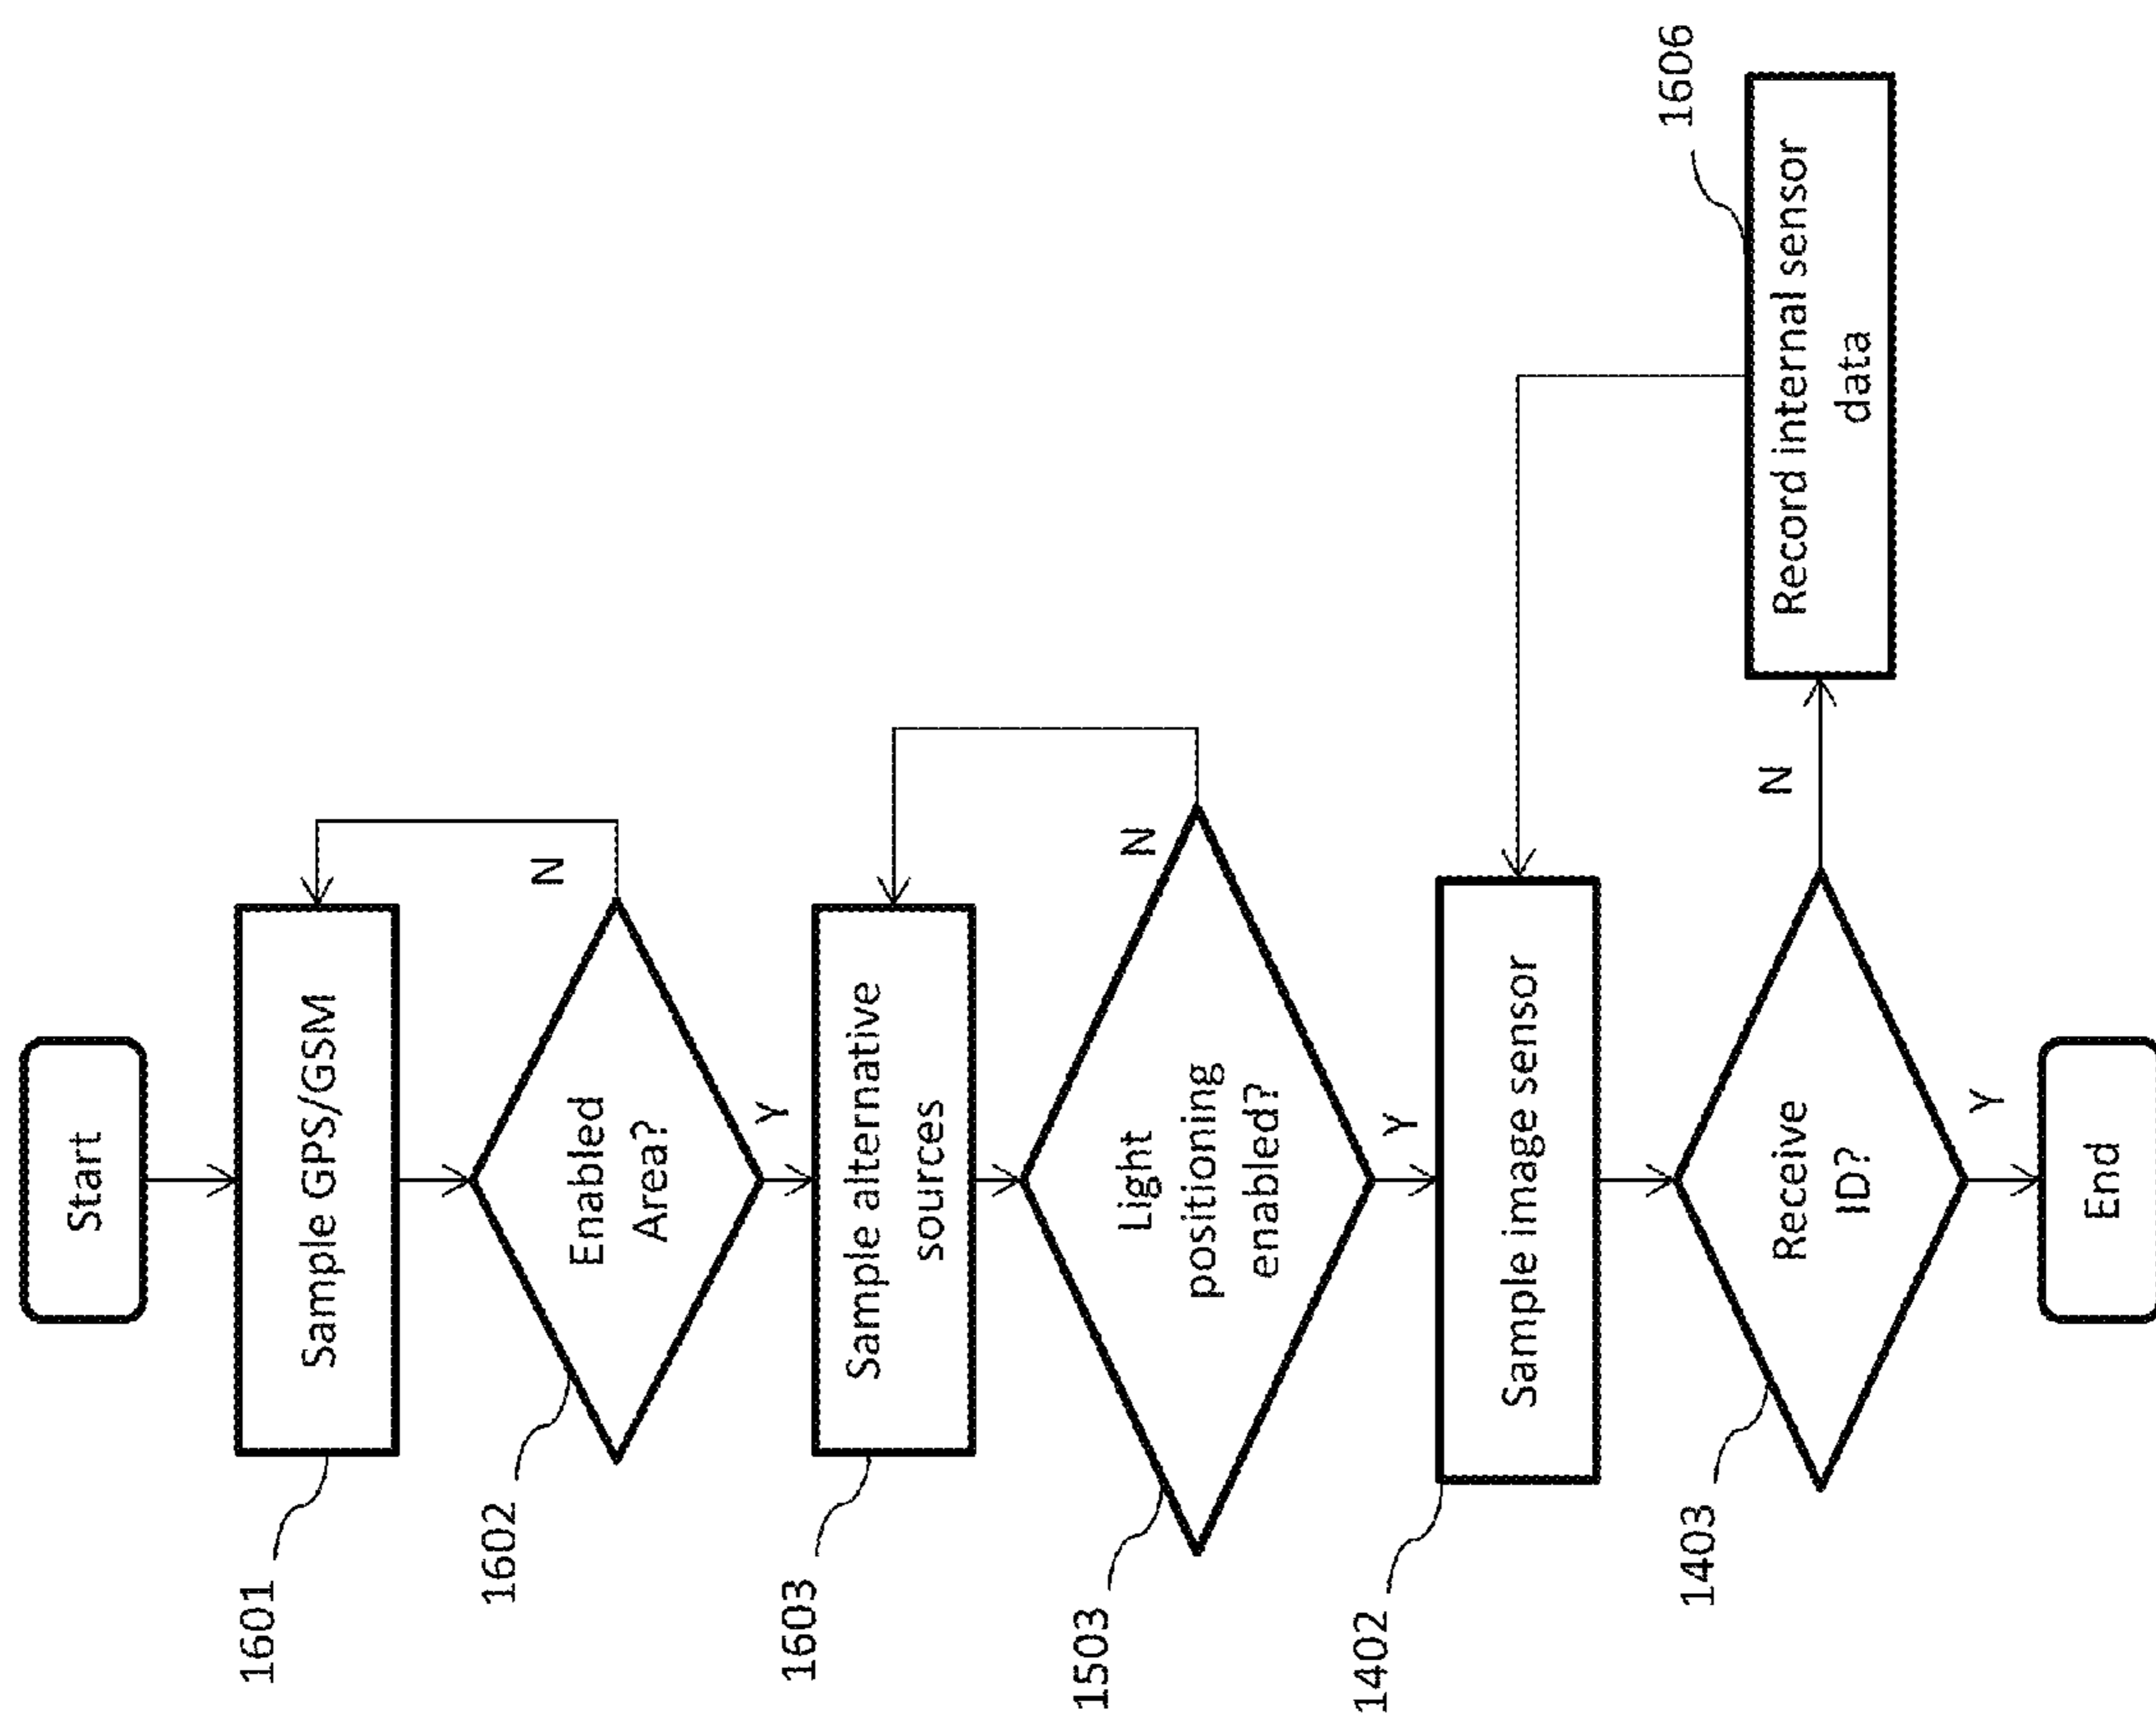 Start
1601
Sample GPS/GSM
1602
Enabled
Area?
N
Y
1603
Sample alternative
sources
1503
Light
positioning
enabled?
N
Y
1402
Sample image sensor
1403
Receive
ID?
N
1606
Record internal sensor
data
Y
End